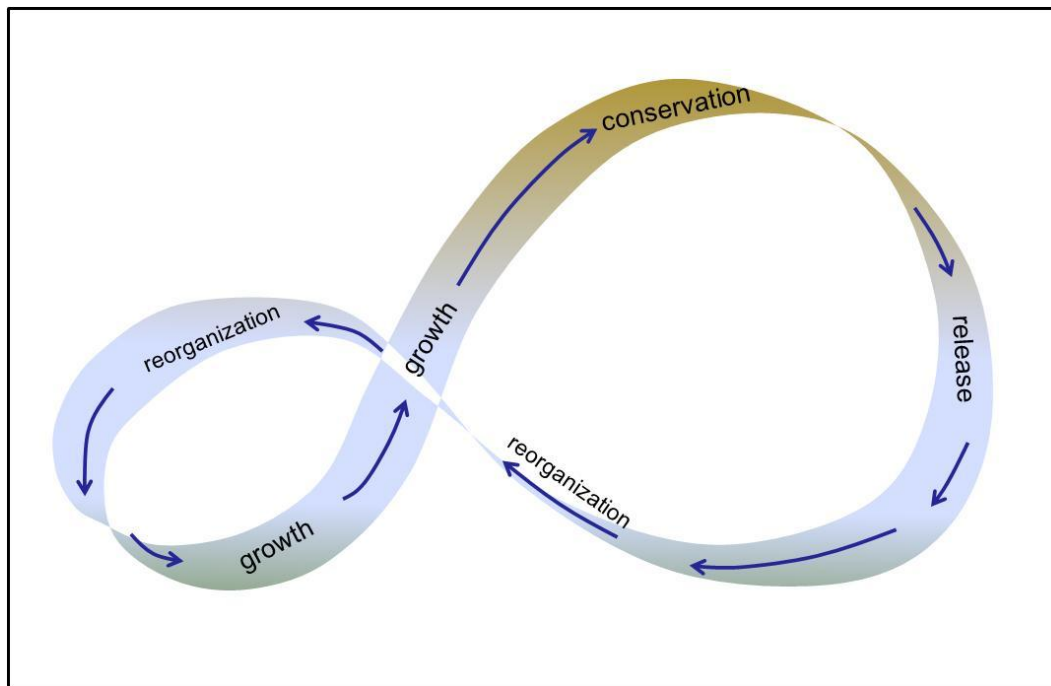 conservation
reorganization
growth
release
reorganization
growth